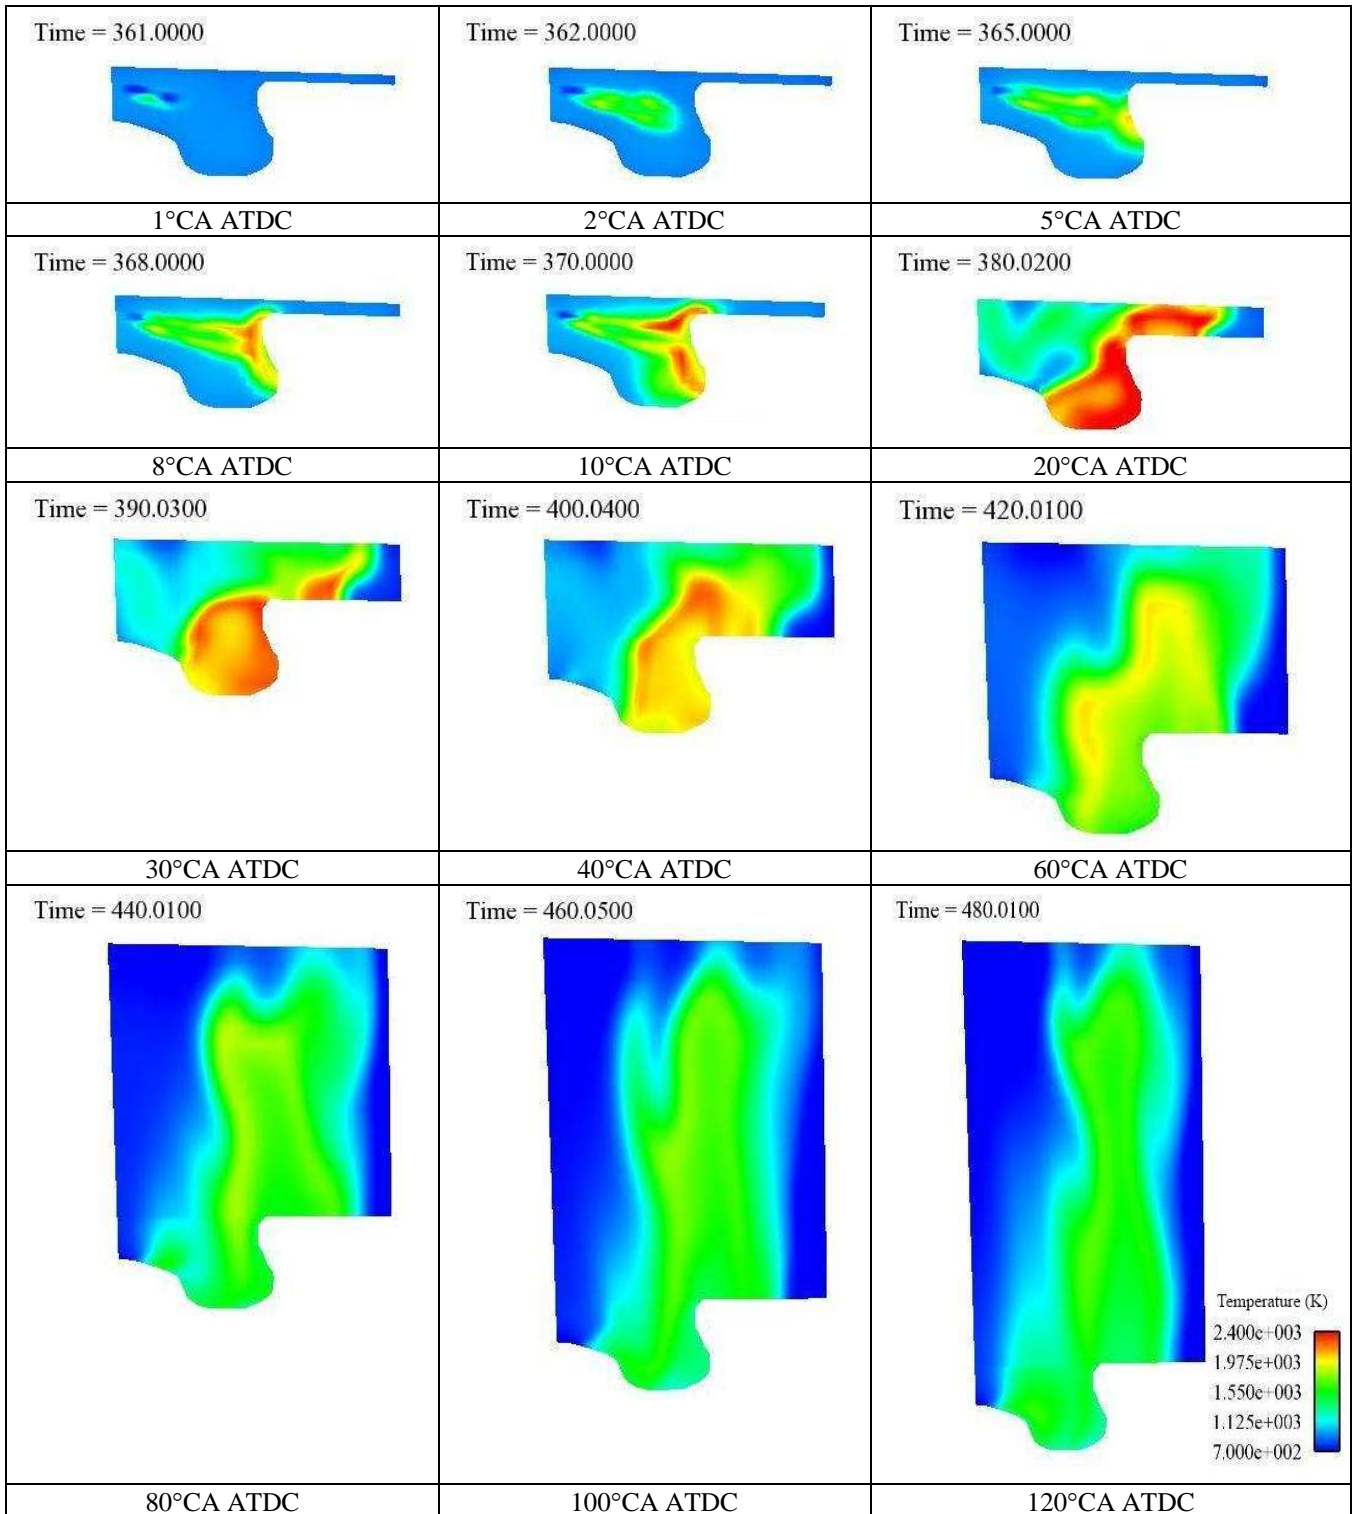 Time = 361.0000
Time = 362.0000
Time = 365.0000
1°CA ATDC
2°CA ATDC
5°CA ATDC
Time = 368.0000
Time = 370.0000
Time = 380.0200
8°CA ATDC
10°CA ATDC
20°CA ATDC
Time = 390.0300
Time = 400.0400
Time = 420.0100
30°CA ATDC
40°CA ATDC
60°CA ATDC
Time = 440.0100
Time = 460.0500
Time = 480.0100
Temperature (K)
2.400e+003
1.975e+003
1.550e+003
1.125e+003
7.000e+002
80°CA ATDC
100°CA ATDC
120°CA ATDC